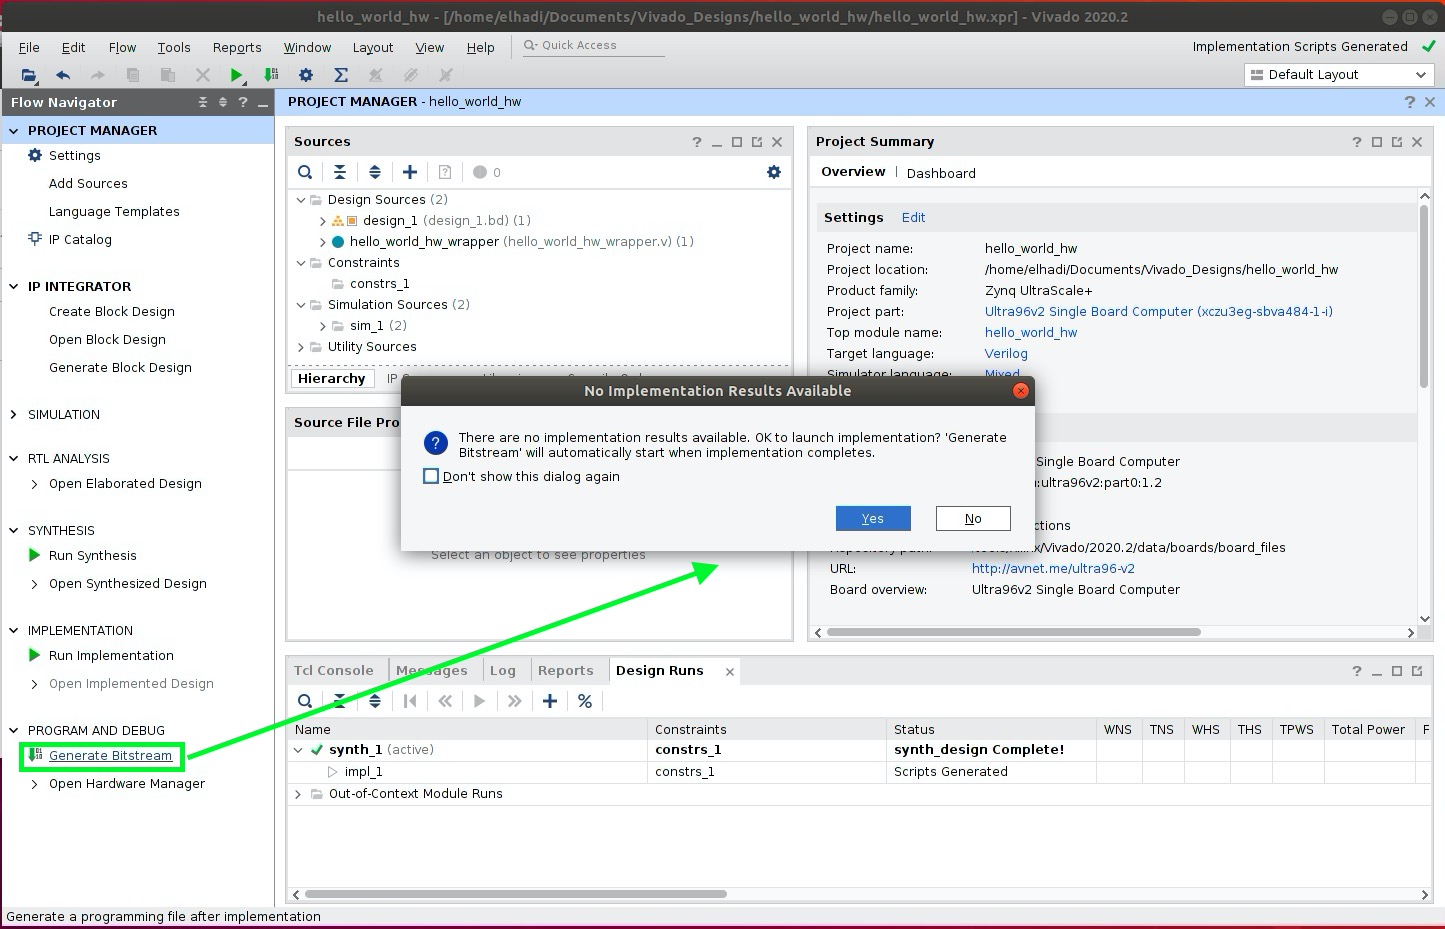 hello_world_hw - [/home/elhadi/Documents/Vivado_Designs/hello_world_hw/hello_world_hw.xpr] - Vivado 2020.2
File Edit Flow Tools Reports Window Layout View Help Quick Access
Implementation Scripts Generated
Default Layout
Flow Navigator
PROJECT MANAGER
Settings
Add Sources
Language Templates
IP Catalog
IP INTEGRATOR
Create Block Design
Open Block Design
Generate Block Design
SIMULATION
RTL ANALYSIS
Open Elaborated Design
SYNTHESIS
Run Synthesis
Open Synthesized Design
IMPLEMENTATION
Run Implementation
Open Implemented Design
PROGRAM AND DEBUG
Generate Bitstream
Open Hardware Manager
PROJECT MANAGER - hello_world_hw
Sources
0
Design Sources (2)
design_1 (design_1.bd) (1)
hello_world_hw_wrapper (hello_world_hw_wrapper.v) (1)
Constraints
constrs_1
Simulation Sources (2)
sim_1 (2)
Utility Sources
Hierarchy
Source File Pro
Select an object to see properties
Project Summary
Overview | Dashboard
Settings Edit
Project name: hello_world_hw
Project location: /home/elhadi/Documents/Vivado_Designs/hello_world_hw
Product family: Zynq UltraScale+
Project part: Ultra96v2 Single Board Computer (xczu3eg-sbva484-1-i)
Top module name: hello_world_hw
Target language: Verilog
Simulator language: Mixed
Single Board Computer
:ultra96v2:part0:1.2
ctions
Repository path: /tools/Xilinx/Vivado/2020.2/data/boards/board_files
URL: http://avnet.me/ultra96-v2
Board overview: Ultra96v2 Single Board Computer
No Implementation Results Available
There are no implementation results available. OK to launch implementation? 'Generate
Bitstream' will automatically start when implementation completes.
Don't show this dialog again
Yes No
Tcl Console Messages Log Reports Design Runs
Name Constraints Status WNS TNS WHS THS TPWS Total Power F
synth_1 (active) constrs_1 synth_design Complete!
impl_1 constrs_1 Scripts Generated
Out-of-Context Module Runs
Generate a programming file after implementation